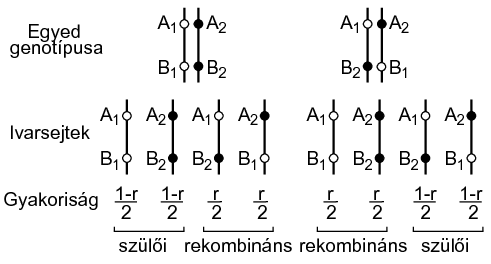 Egyed genotípusa
A1 A2 A1 A2
B1 B2 B2 B1
Ivarsejtek
A1 A2 A1 A2 A1 A2 A1 A2
B1 B2 B2 B1 B1 B2 B2 B1
Gyakoriság 1-r/2 1-r/2 r/2 r/2 r/2 r/2 1-r/2 1-r/2
szülői rekombináns rekombináns szülői